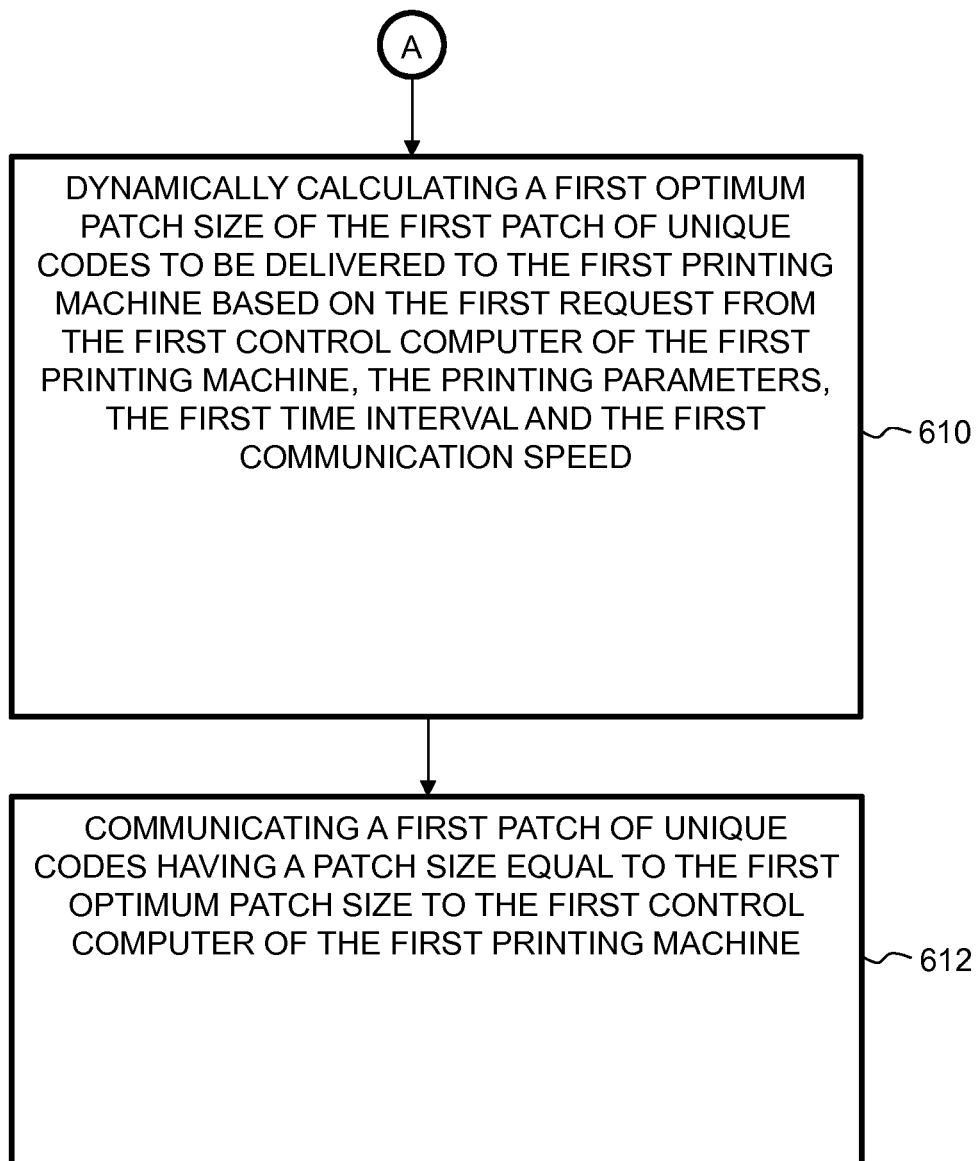 A
DYNAMICALLY CALCULATING A FIRST OPTIMUM
PATCH SIZE OF THE FIRST PATCH OF UNIQUE
CODES TO BE DELIVERED TO THE FIRST PRINTING
MACHINE BASED ON THE FIRST REQUEST FROM
THE FIRST CONTROL COMPUTER OF THE FIRST
PRINTING MACHINE, THE PRINTING PARAMETERS,
THE FIRST TIME INTERVAL AND THE FIRST
COMMUNICATION SPEED
610
COMMUNICATING A FIRST PATCH OF UNIQUE
CODES HAVING A PATCH SIZE EQUAL TO THE FIRST
OPTIMUM PATCH SIZE TO THE FIRST CONTROL
COMPUTER OF THE FIRST PRINTING MACHINE
612